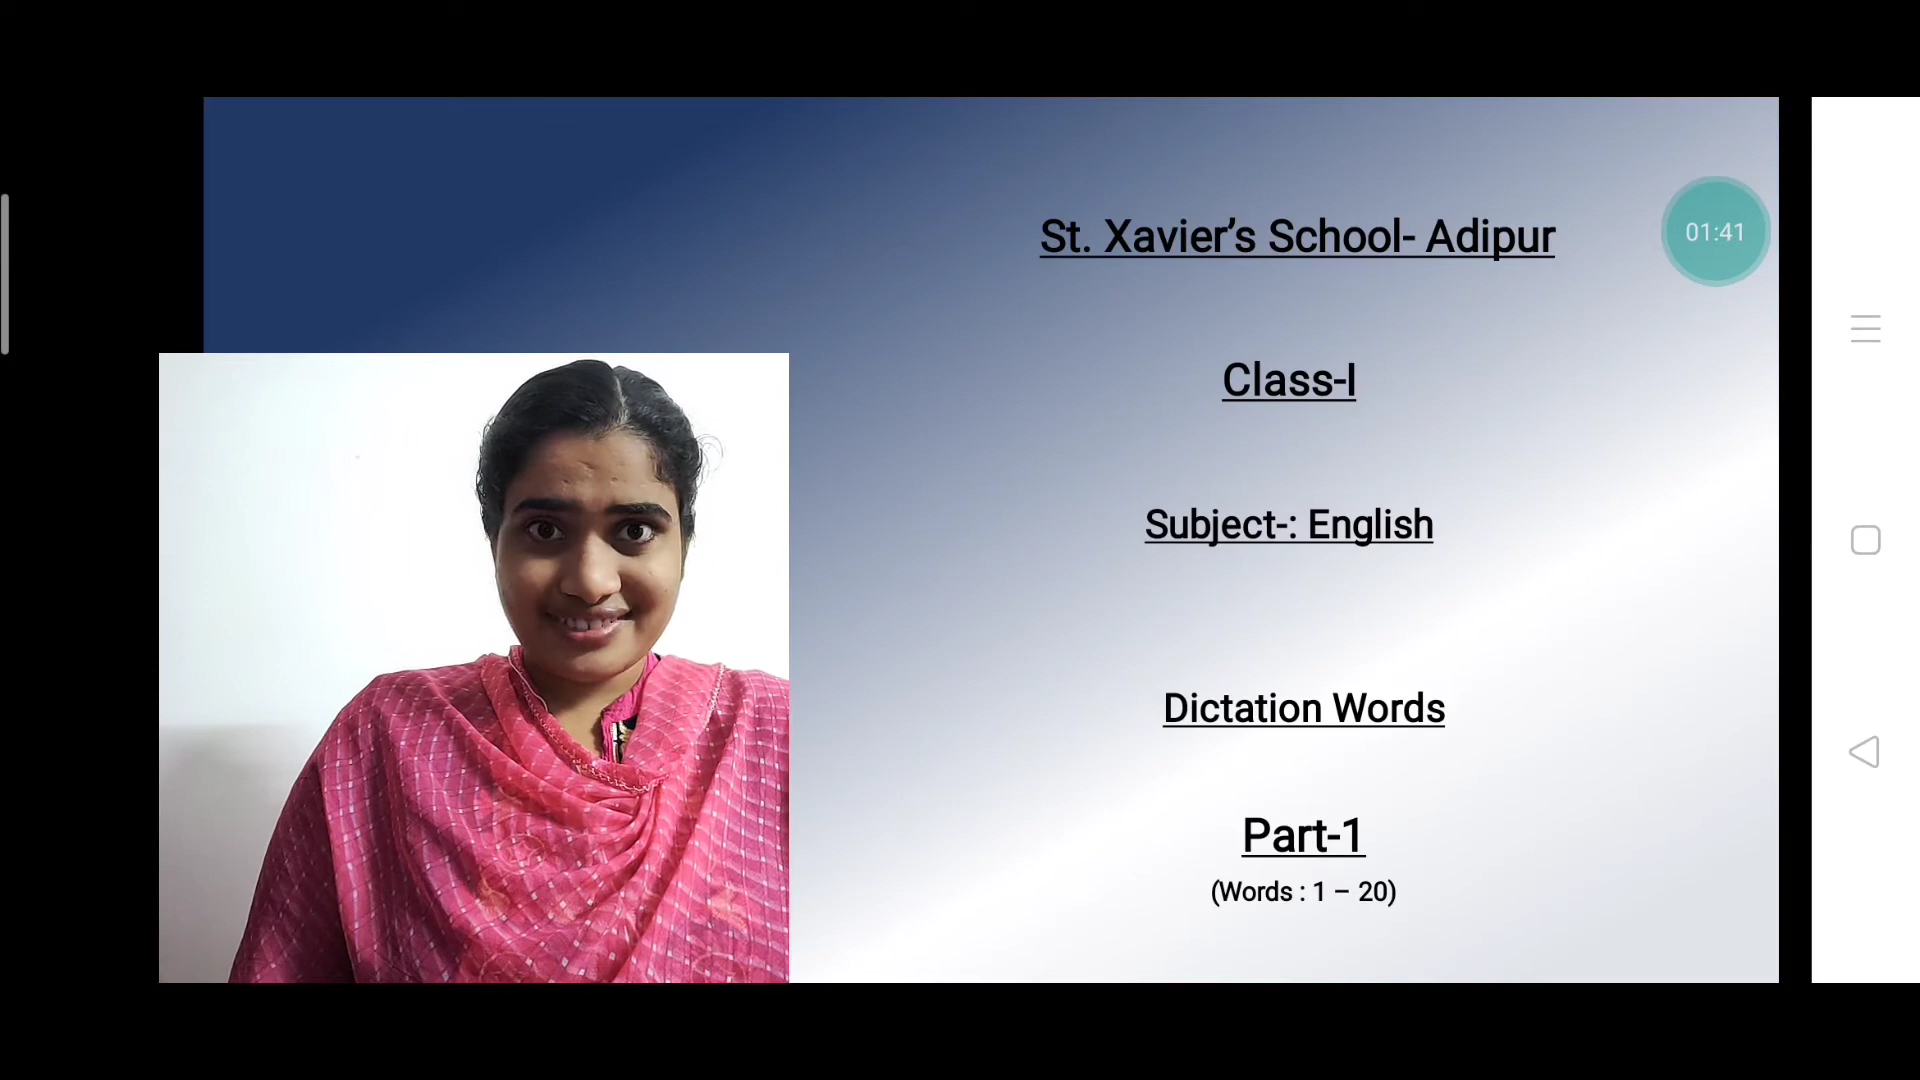 St. Xavier’s School- Adipur
01:41
Class-I
Subject-: English
Dictation Words
Part-1
(Words : 1 – 20)